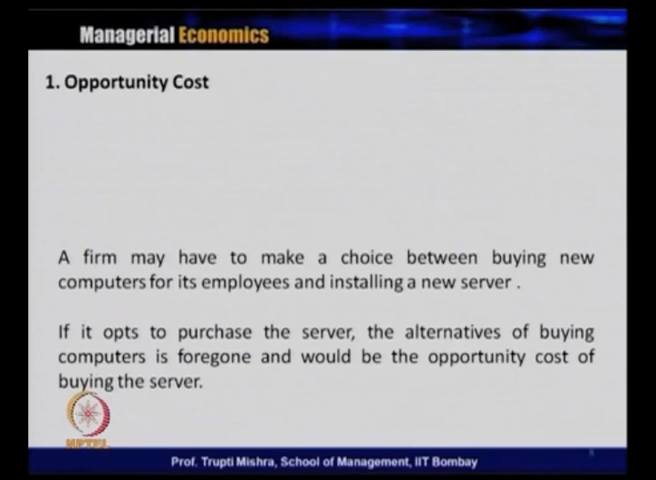 Managerial Economics
1. Opportunity Cost
A firm may have to make a choice between buying new
computers for its employees and installing a new server .
If it opts to purchase the server, the alternatives of buying
computers is foregone and would be the opportunity cost of
buying the server.
NPTEL
Prof. Trupti Mishra, School of Management, IIT Bombay